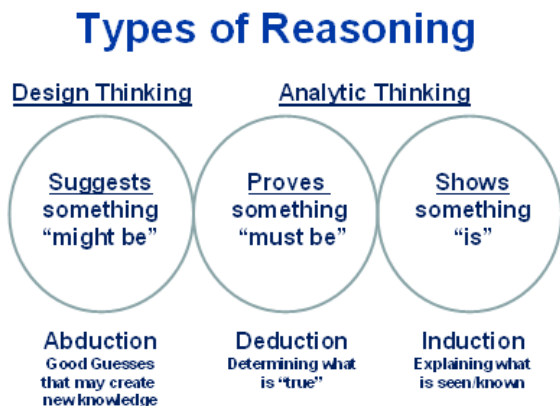 Types of Reasoning
Design Thinking
Analytic Thinking
Suggests
something
“might be”
Proves
something
“must be”
Shows
something
“is”
Abduction
Good Guesses
that may create
new knowledge
Deduction
Determining what
is “true”
Induction
Explaining what
is seen/known